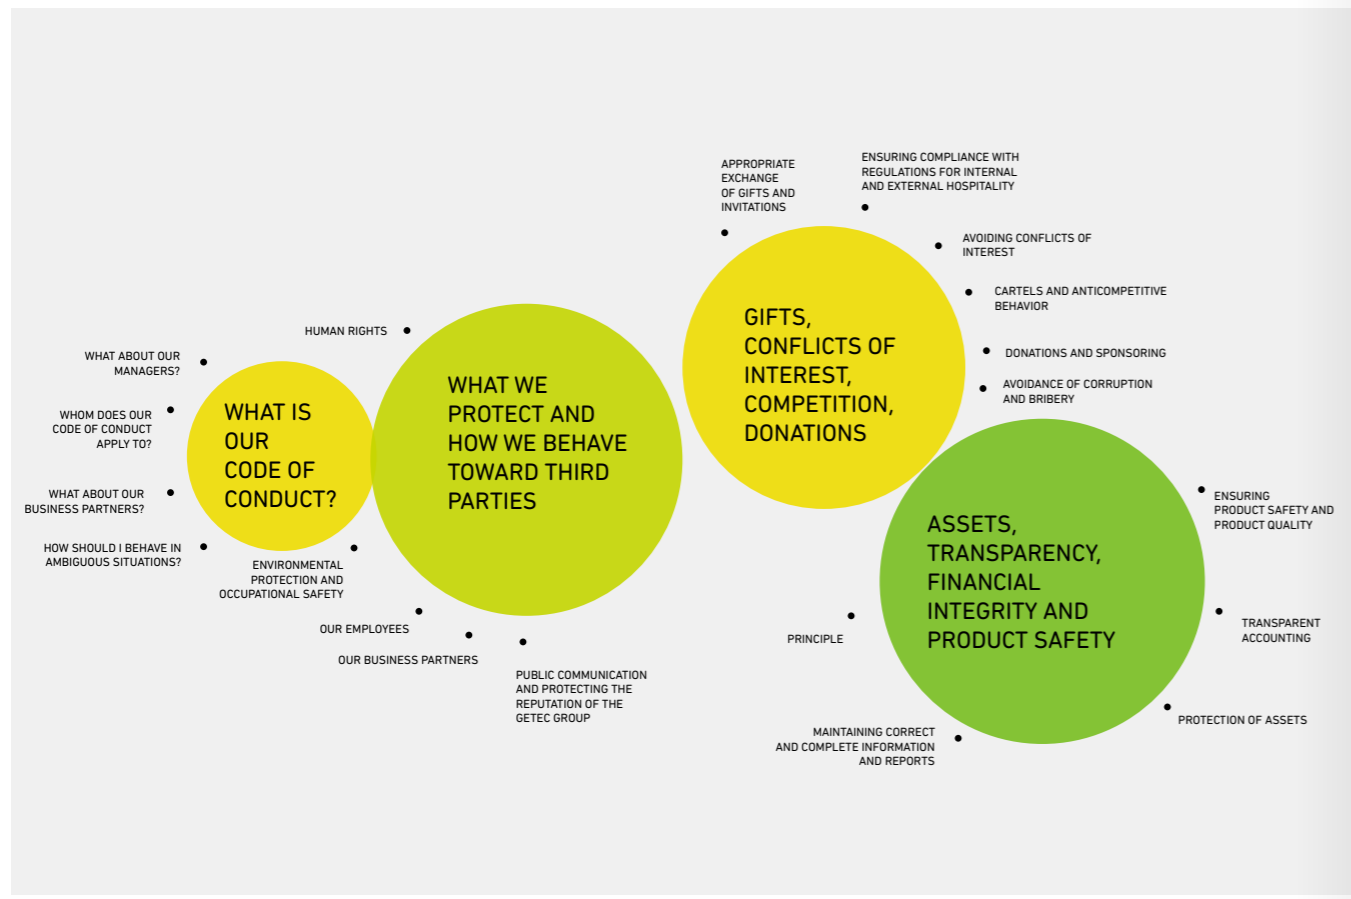 WHAT ABOUT OUR
MANAGERS?
WHOM DOES OUR
CODE OF CONDUCT
APPLY TO?
WHAT ABOUT OUR
BUSINESS PARTNERS?
HOW SHOULD I BEHAVE IN
AMBIGUOUS SITUATIONS?
WHAT IS
OUR
CODE OF
CONDUCT?
HUMAN RIGHTS
WHAT WE
PROTECT AND
HOW WE BEHAVE
TOWARD THIRD
PARTIES
ENVIRONMENTAL
PROTECTION AND
OCCUPATIONAL SAFETY
OUR EMPLOYEES
OUR BUSINESS PARTNERS
PUBLIC COMMUNICATION
AND PROTECTING THE
REPUTATION OF THE
GETEC GROUP
APPROPRIATE
EXCHANGE
OF GIFTS AND
INVITATIONS
ENSURING COMPLIANCE WITH
REGULATIONS FOR INTERNAL
AND EXTERNAL HOSPITALITY
AVOIDING CONFLICTS OF
INTEREST
CARTELS AND ANTICOMPETITIVE
BEHAVIOR
DONATIONS AND SPONSORING
AVOIDANCE OF CORRUPTION
AND BRIBERY
GIFTS,
CONFLICTS OF
INTEREST,
COMPETITION,
DONATIONS
ASSETS,
TRANSPARENCY,
FINANCIAL
INTEGRITY AND
PRODUCT SAFETY
ENSURING
PRODUCT SAFETY AND
PRODUCT QUALITY
TRANSPARENT
ACCOUNTING
PROTECTION OF ASSETS
PRINCIPLE
MAINTAINING CORRECT
AND COMPLETE INFORMATION
AND REPORTS